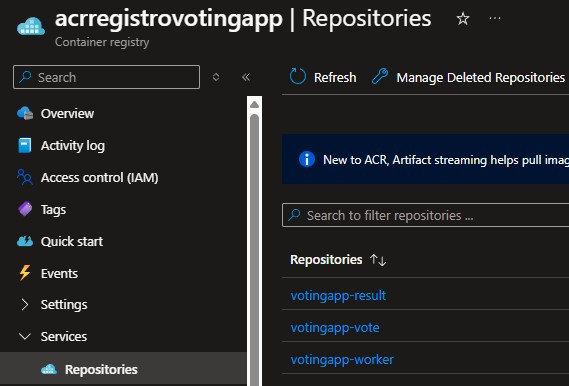 acrregistrovotingapp | Repositories
Container registry
Search
Refresh
Manage Deleted Repositories
Overview
Activity log
Access control (IAM)
Tags
Quick start
Events
Settings
Services
Repositories
New to ACR, Artifact streaming helps pull imag
Search to filter repositories ...
Repositories
votingapp-result
votingapp-vote
votingapp-worker